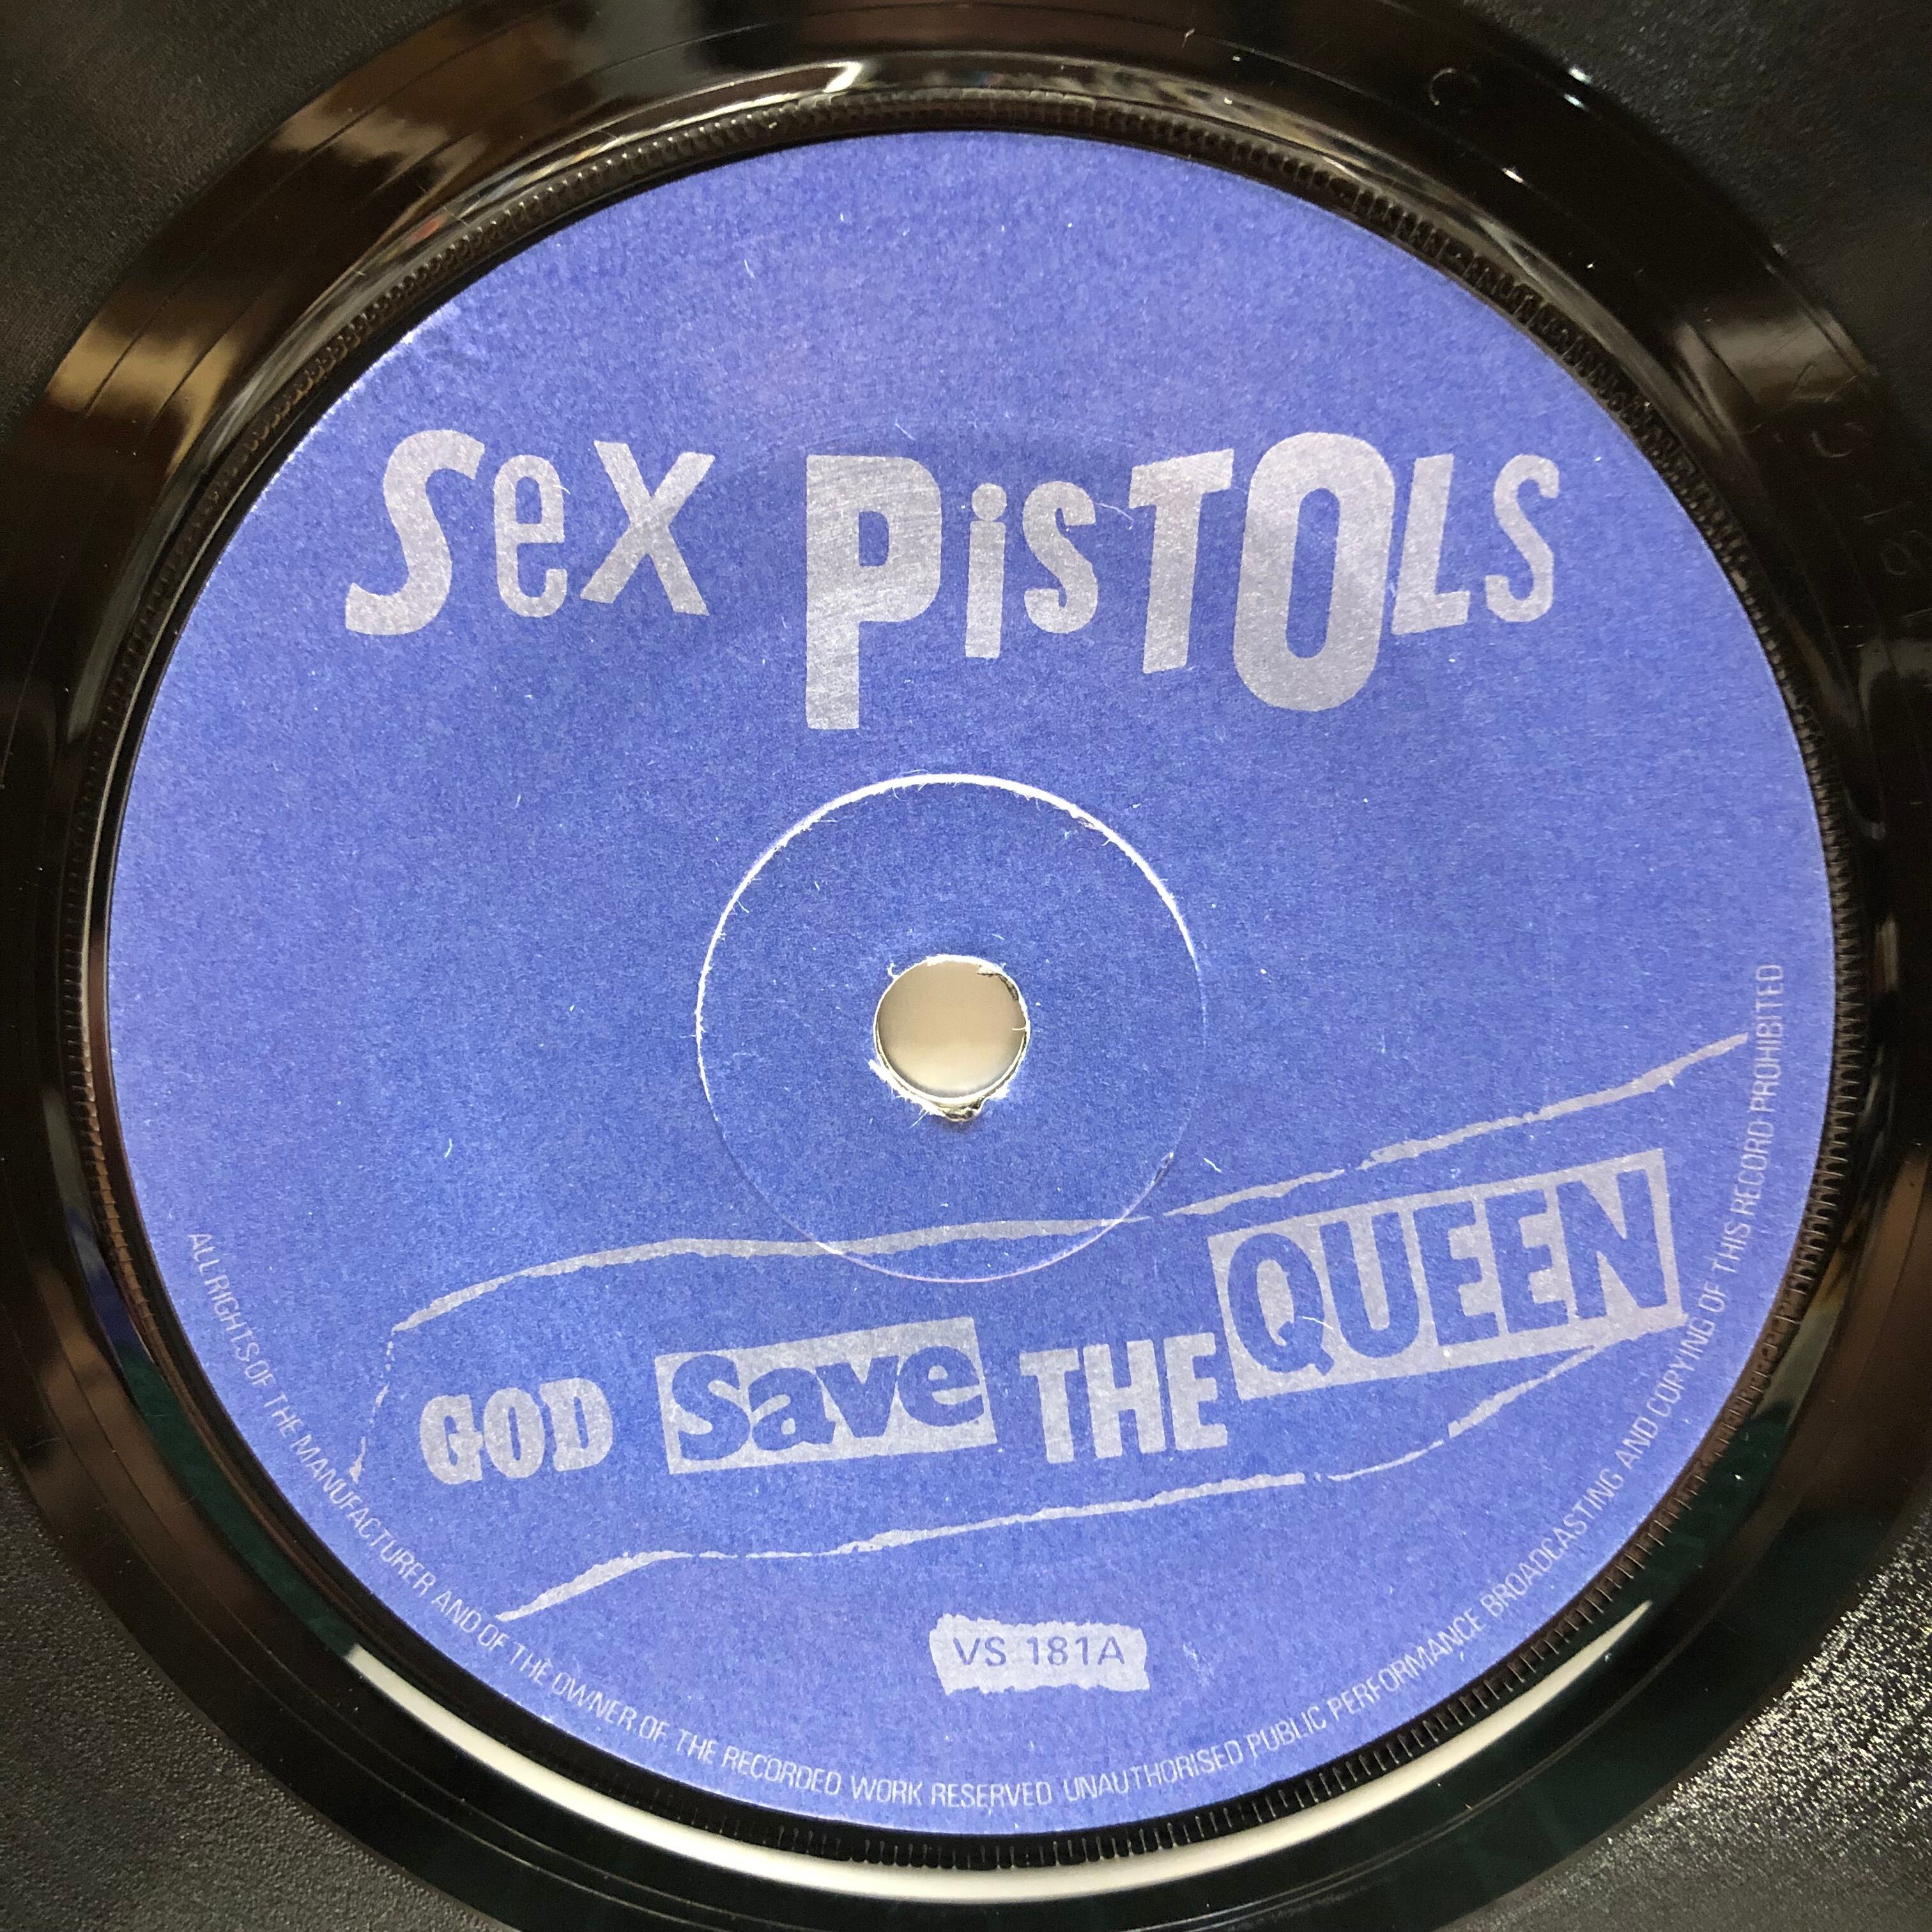 Sex PisTOLS
GOD Save THE QUEEN
VS 181A
ALL RIGHTS OF THE MANUFACTURER AND OF THE OWNER OF THE RECORDED WORK RESERVED UNAUTHORISED PUBLIC PERFORMANCE BROADCASTING AND COPYING OF THIS RECORD PROHIBITED